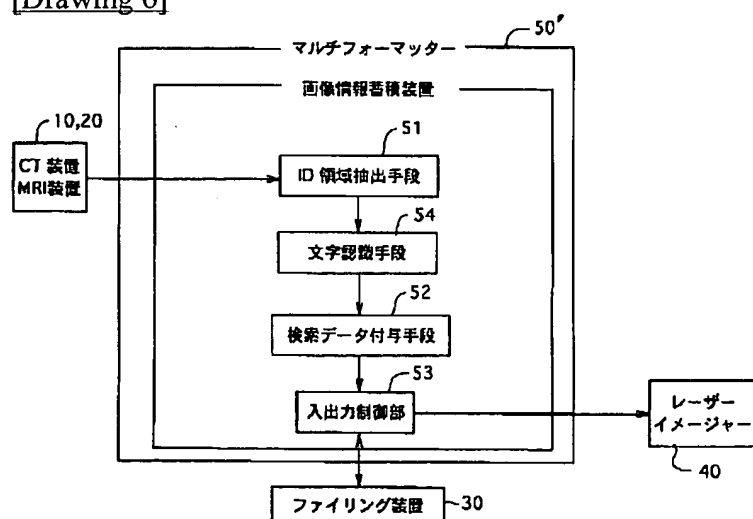 [Drawing 6]
50′
マルチフォーマッター
画像情報蓄積装置
10,20
CT 装置
MRI装置
51
ID 領域抽出手段
54
文字認識手段
52
検索データ付与手段
53
入出力制御部
レーザー
イメージャー
40
ファイリング装置
30